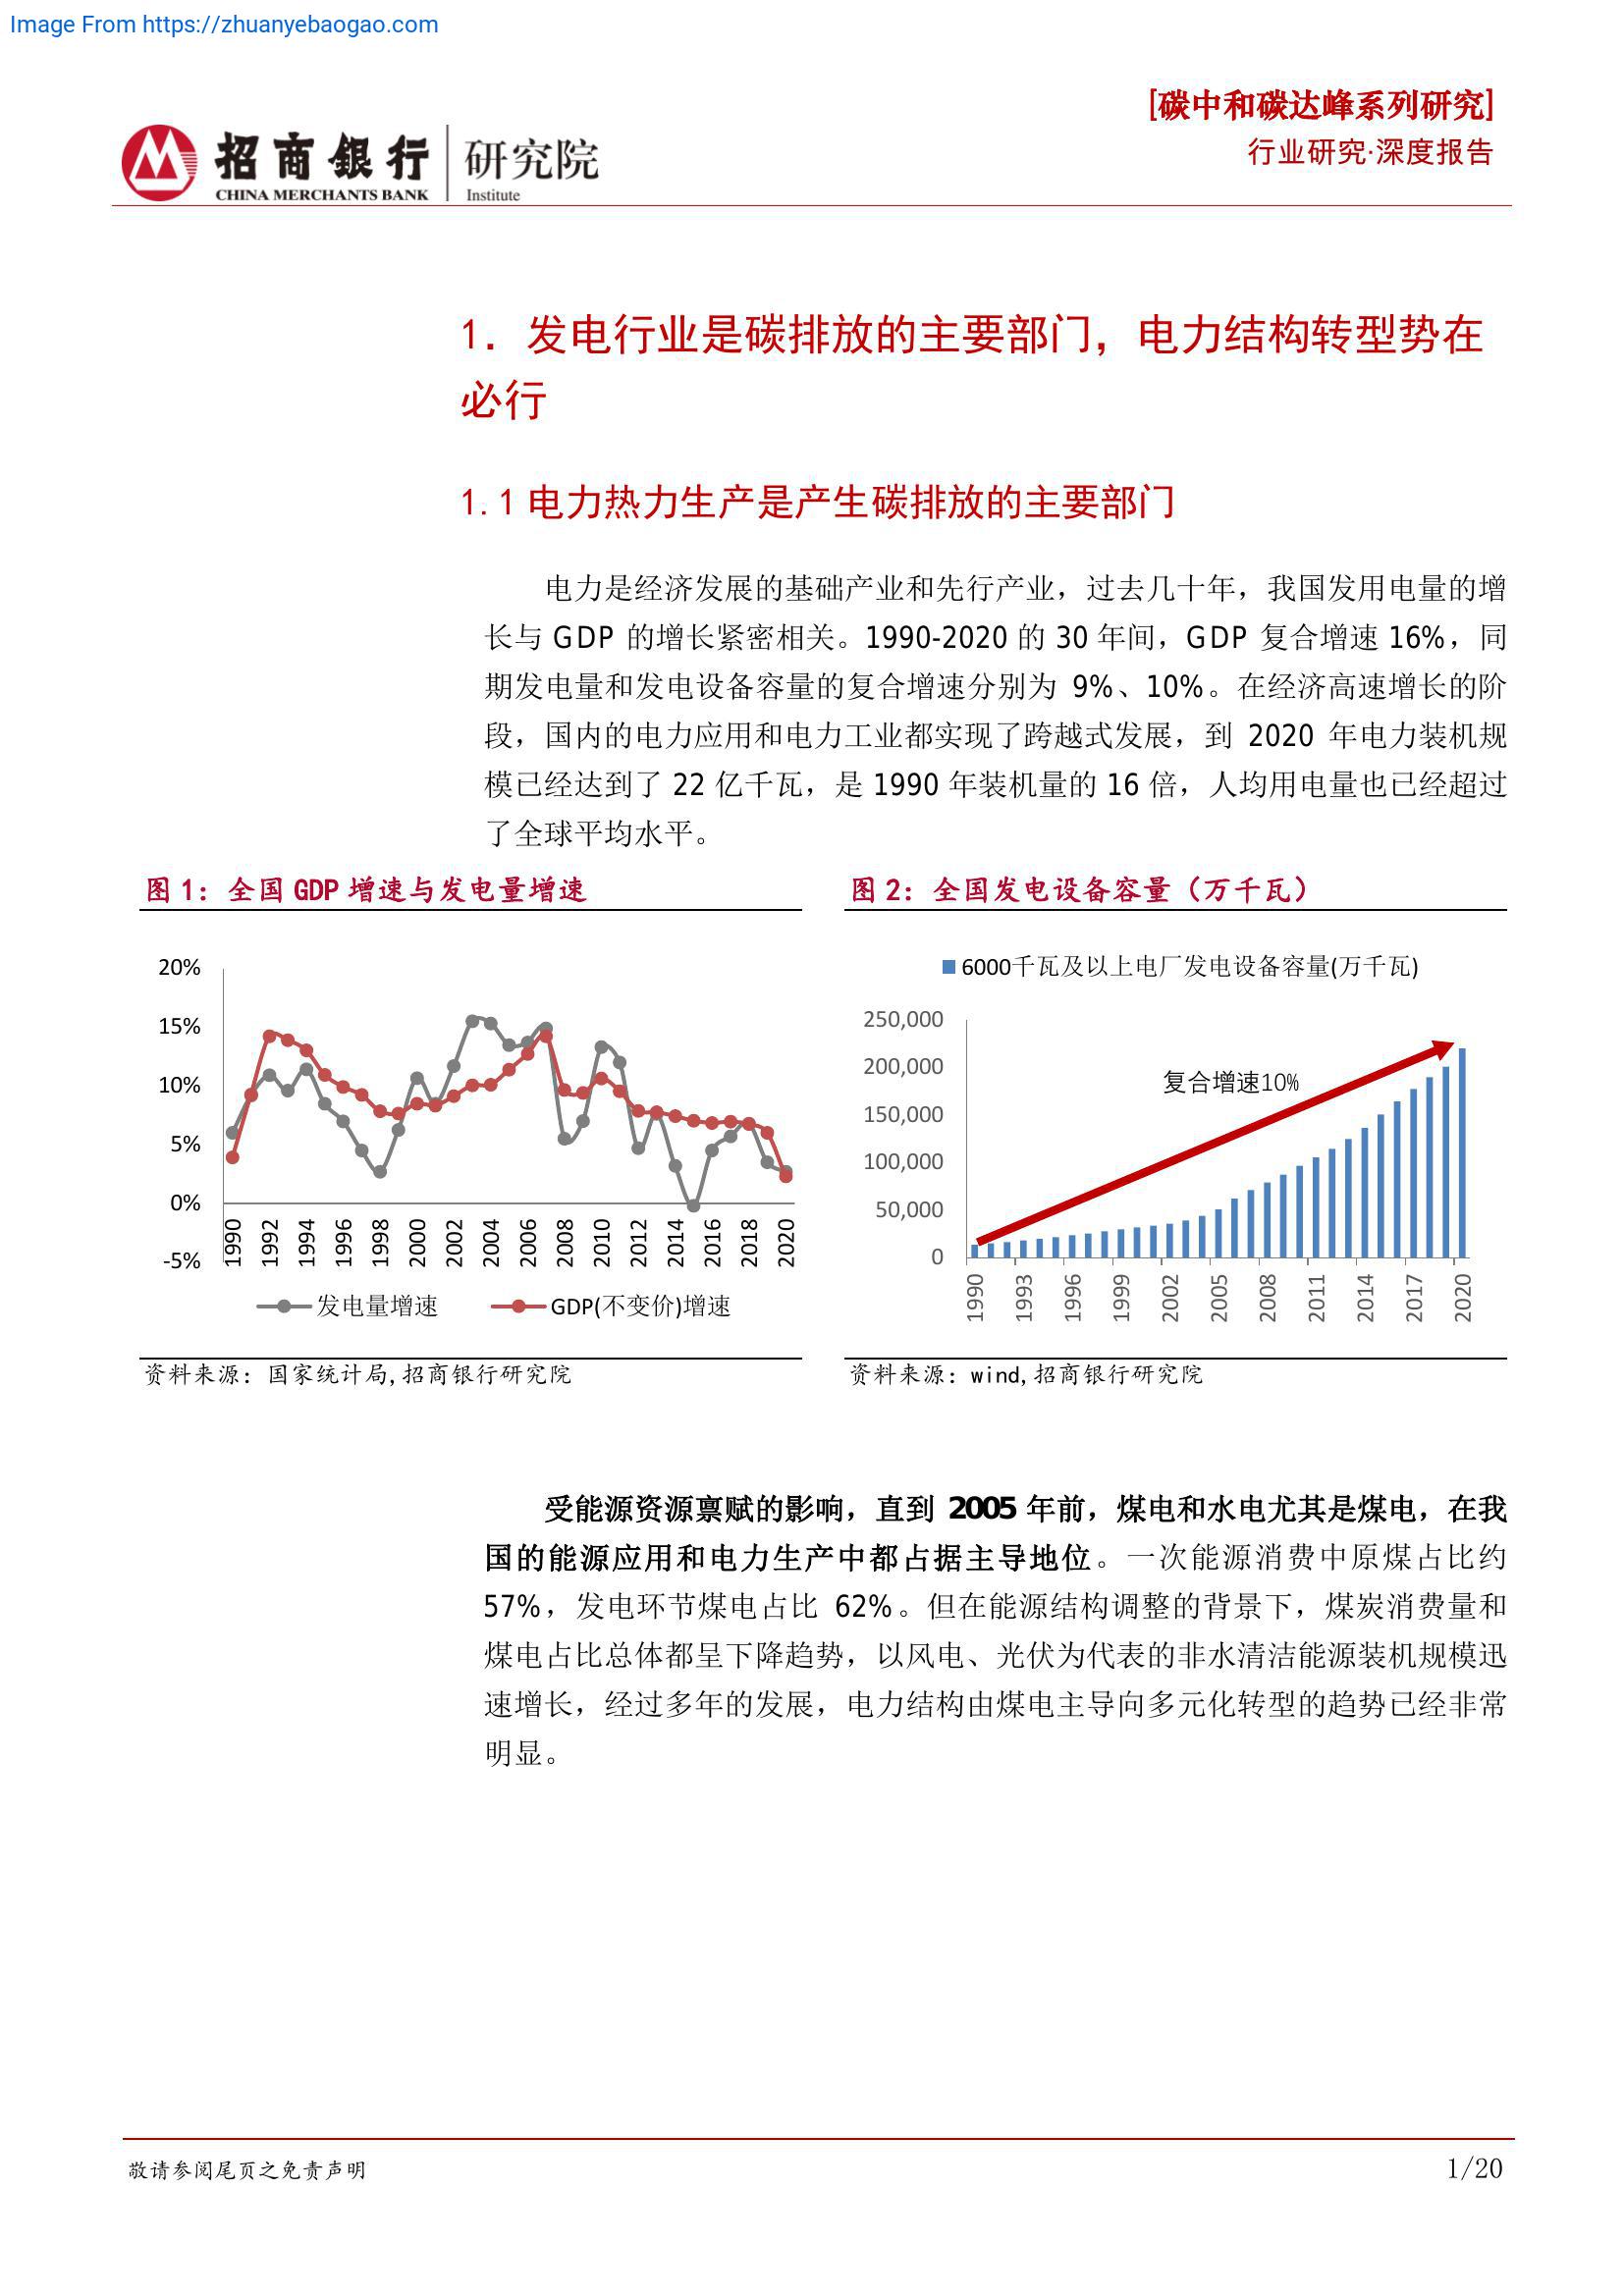 Image From https://zhuanyebaogao.com
[碳中和碳达峰系列研究]
行业研究·深度报告
招商银行 研究院
CHINA MERCHANTS BANK Institute
1. 发电行业是碳排放的主要部门，电力结构转型势在
必行
1.1 电力热力生产是产生碳排放的主要部门
电力是经济发展的基础产业和先行产业，过去几十年，我国发用电量的增
长与 GDP 的增长紧密相关。1990-2020 的 30 年间，GDP 复合增速 16%，同
期发电量和发电设备容量的复合增速分别为 9%、10%。在经济高速增长的阶
段，国内的电力应用和电力工业都实现了跨越式发展，到 2020 年电力装机规
模已经达到了 22 亿千瓦，是 1990 年装机量的 16 倍，人均用电量也已经超过
了全球平均水平。
图 1：全国 GDP 增速与发电量增速
20%
15%
10%
5%
0%
-5%
1990 1992 1994 1996 1998 2000 2002 2004 2006 2008 2010 2012 2014 2016 2018 2020
发电量增速 GDP(不变价)增速
资料来源：国家统计局,招商银行研究院
图 2：全国发电设备容量（万千瓦）
6000千瓦及以上电厂发电设备容量(万千瓦)
250,000
200,000
150,000
100,000
50,000
0
复合增速10%
1990 1993 1996 1999 2002 2005 2008 2011 2014 2017 2020
资料来源：wind,招商银行研究院
受能源资源禀赋的影响，直到 2005 年前，煤电和水电尤其是煤电，在我
国的能源应用和电力生产中都占据主导地位。一次能源消费中原煤占比约
57%，发电环节煤电占比 62%。但在能源结构调整的背景下，煤炭消费量和
煤电占比总体都呈下降趋势，以风电、光伏为代表的非水清洁能源装机规模迅
速增长，经过多年的发展，电力结构由煤电主导向多元化转型的趋势已经非常
明显。
敬请参阅尾页之免责声明
1/20